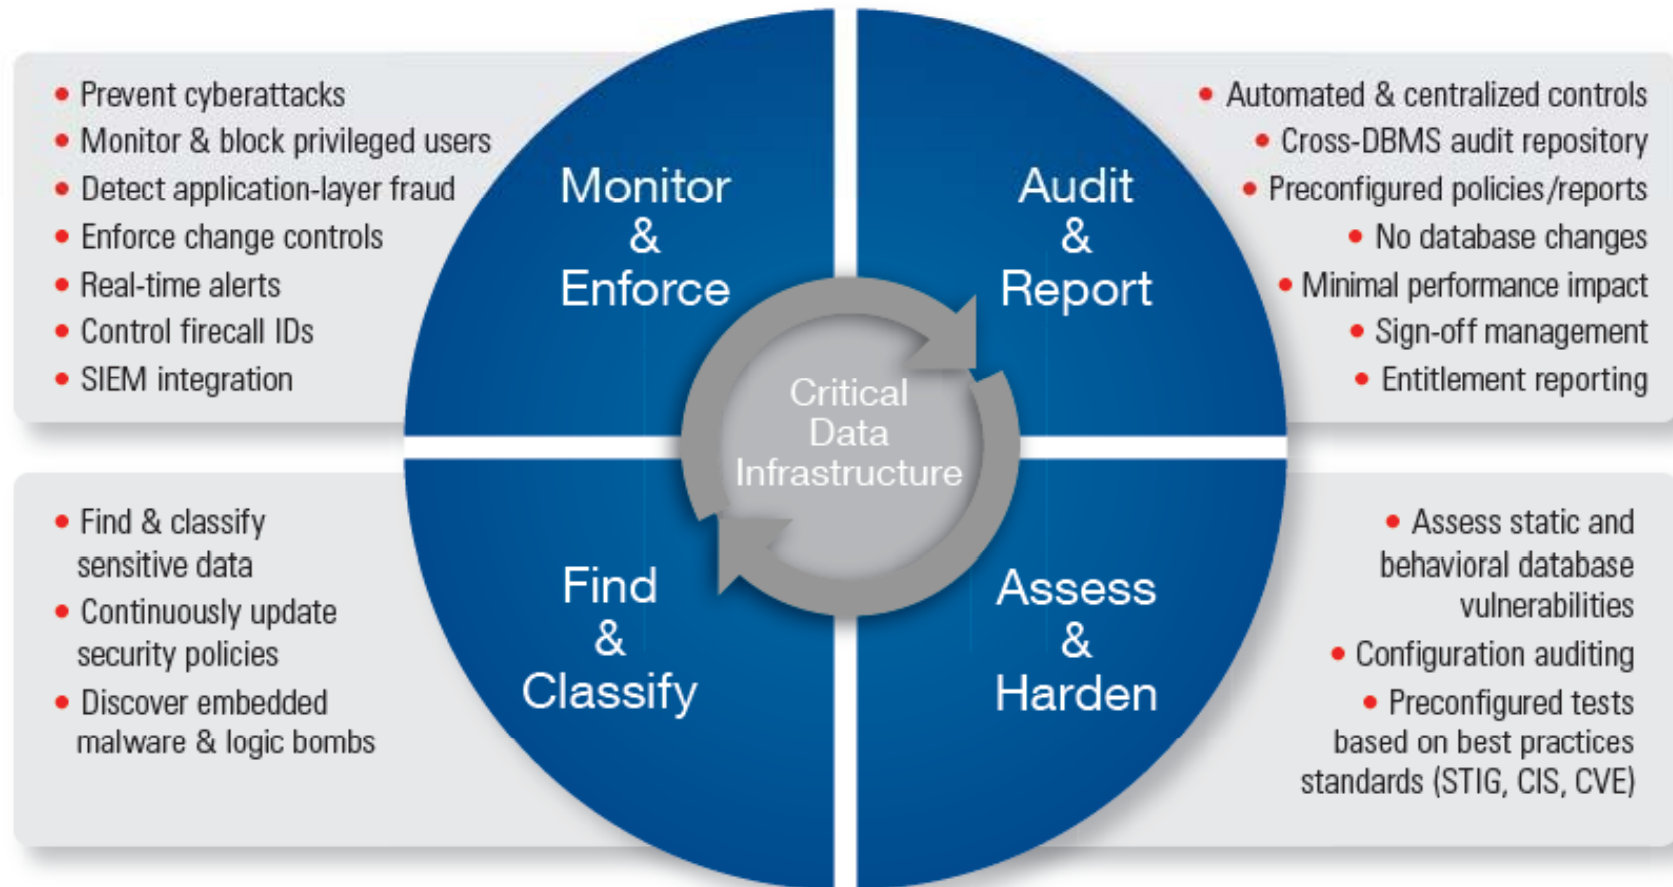 • Prevent cyberattacks
• Monitor & block privileged users
• Detect application-layer fraud
• Enforce change controls
• Real-time alerts
• Control firecall IDs
• SIEM integration
Monitor
&
Enforce
Audit
&
Report
• Automated & centralized controls
• Cross-DBMS audit repository
• Preconfigured policies/reports
• No database changes
• Minimal performance impact
• Sign-off management
• Entitlement reporting
Critical
Data
Infrastructure
• Find & classify
sensitive data
• Continuously update
security policies
• Discover embedded
malware & logic bombs
Find
&
Classify
Assess
&
Harden
• Assess static and
behavioral database
vulnerabilities
• Configuration auditing
• Preconfigured tests
based on best practices
standards (STIG, CIS, CVE)